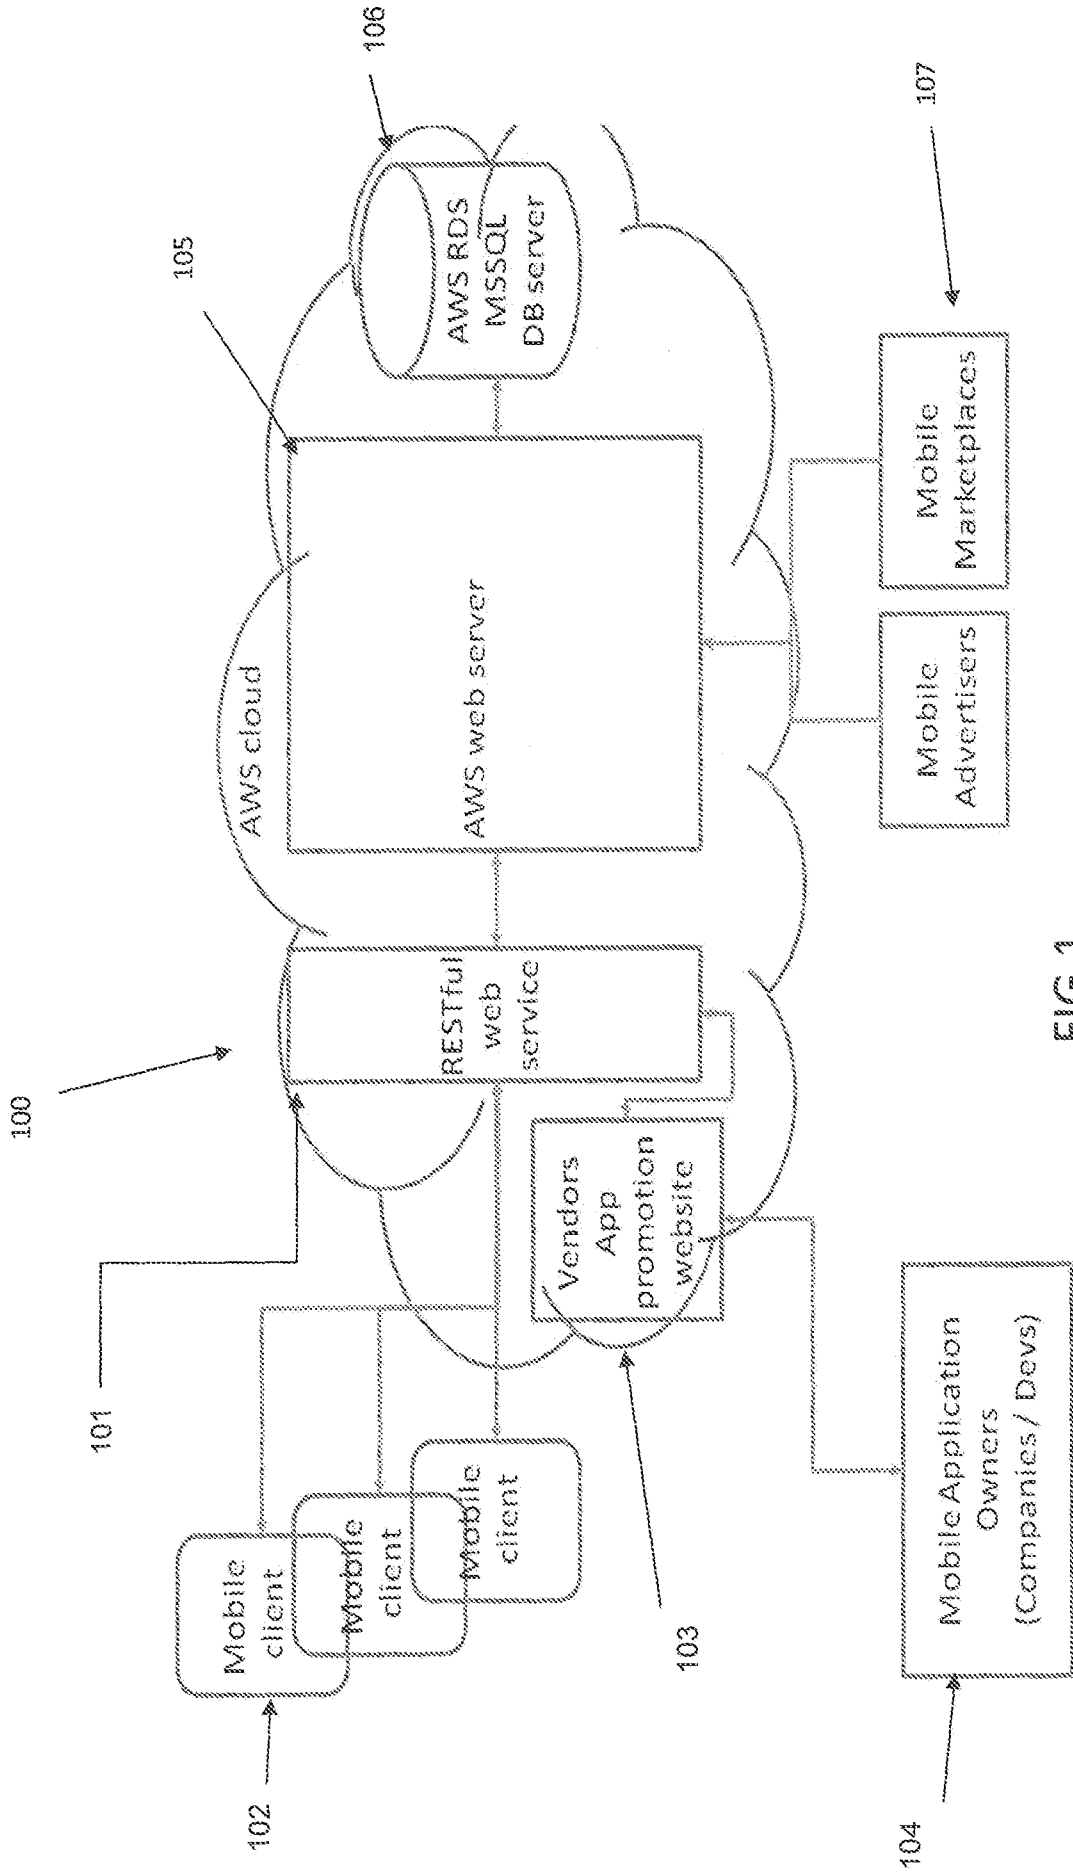 100
101
102
Mobile
client
Mobile
client
Mobile
client
103
Vendors
App
promotion
website
104
Mobile Application
Owners
(Companies / Devs)
RESTful
web
service
AWS cloud
AWS web server
105
106
AWS RDS
MSSQL
DB server
Mobile
Advertisers
Mobile
Marketplaces
107
FIG. 1